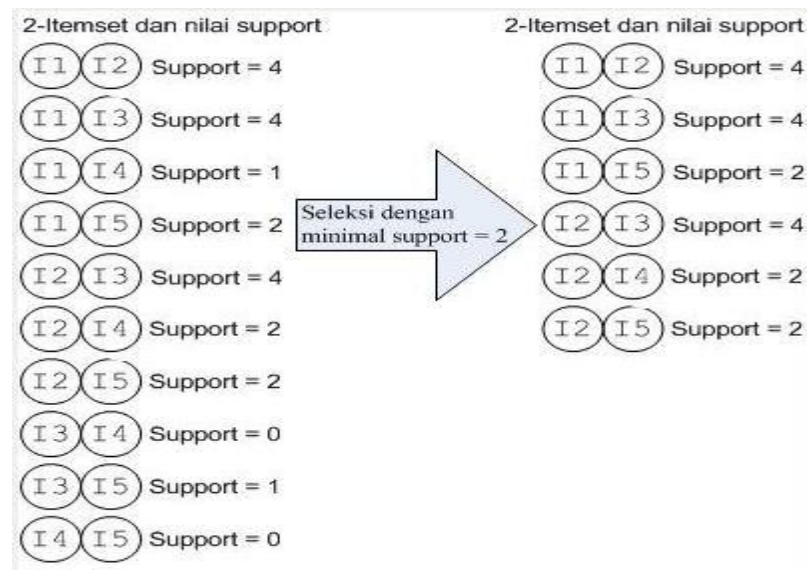 2-Itemset dan nilai support
I1 I2 Support = 4
I1 I3 Support = 4
I1 I4 Support = 1
I1 I5 Support = 2
I2 I3 Support = 4
I2 I4 Support = 2
I2 I5 Support = 2
I3 I4 Support = 0
I3 I5 Support = 1
I4 I5 Support = 0
Seleksi dengan
minimal support = 2
2-Itemset dan nilai support
I1 I2 Support = 4
I1 I3 Support = 4
I1 I5 Support = 2
I2 I3 Support = 4
I2 I4 Support = 2
I2 I5 Support = 2